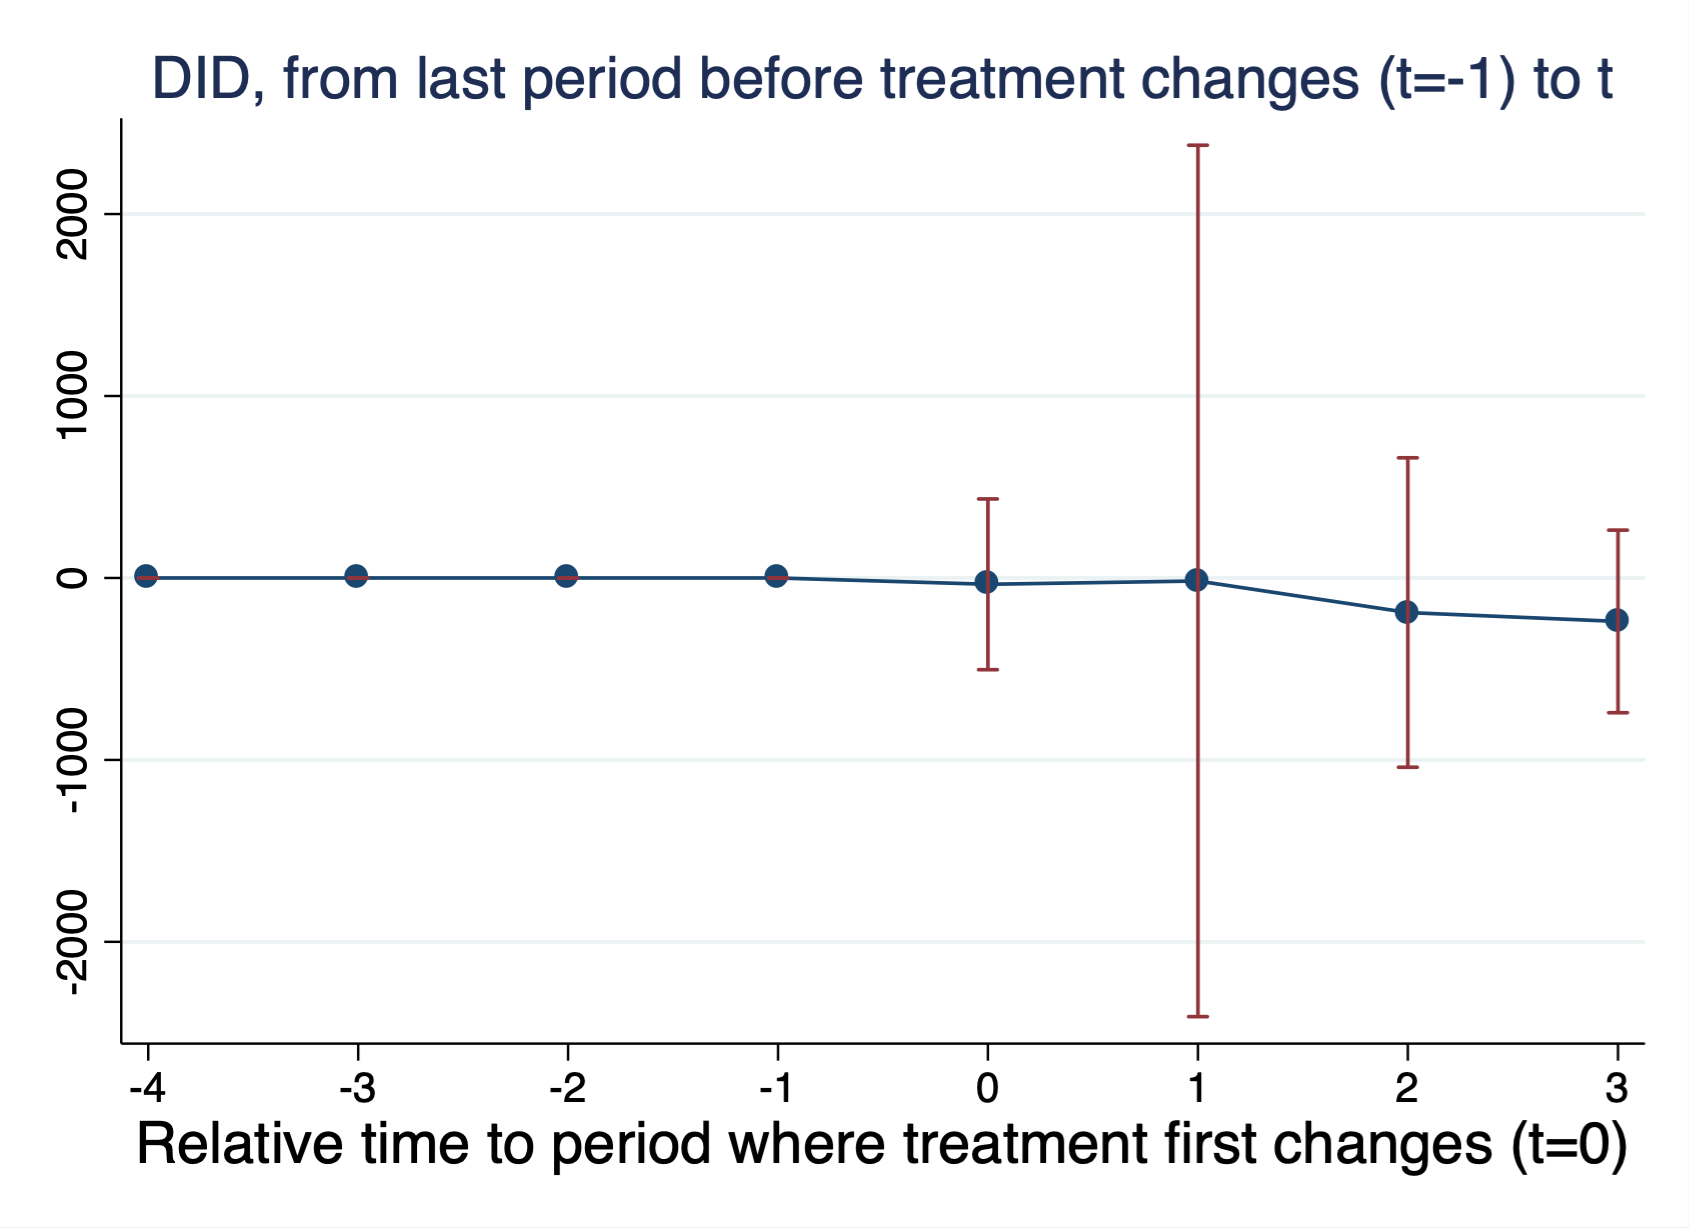 DID, from last period before treatment changes (t=-1) to t
2000
1000
0
-1000
-2000
-4 -3 -2 -1 0 1 2 3
Relative time to period where treatment first changes (t=0)